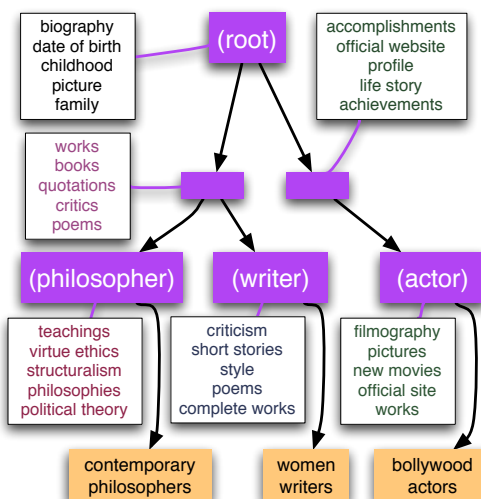 biography
date of birth
childhood
picture
family
(root)
accomplishments
official website
profile
life story
achievements
works
books
quotations
critics
poems
(philosopher)
(writer)
(actor)
teachings
virtue ethics
structuralism
philosophies
political theory
criticism
short stories
style
poems
complete works
filmography
pictures
new movies
official site
works
contemporary
philosophers
women
writers
bollywood
actors